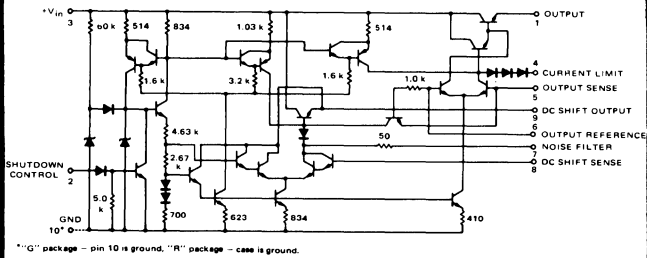 +Vin
3
60 k
514
834
1.03 k
514
OUTPUT
1
1.6 k
3.2 k
1.6 k
1.0 k
4
CURRENT LIMIT
OUTPUT SENSE
5
DC SHIFT OUTPUT
9
6
OUTPUT REFERENCE
50
NOISE FILTER
7
DC SHIFT SENSE
8
4.63 k
2.67 k
SHUTDOWN CONTROL
2
5.0 k
700
623
834
410
GND
10*
*"G" package – pin 10 is ground, "R" package – case is ground.